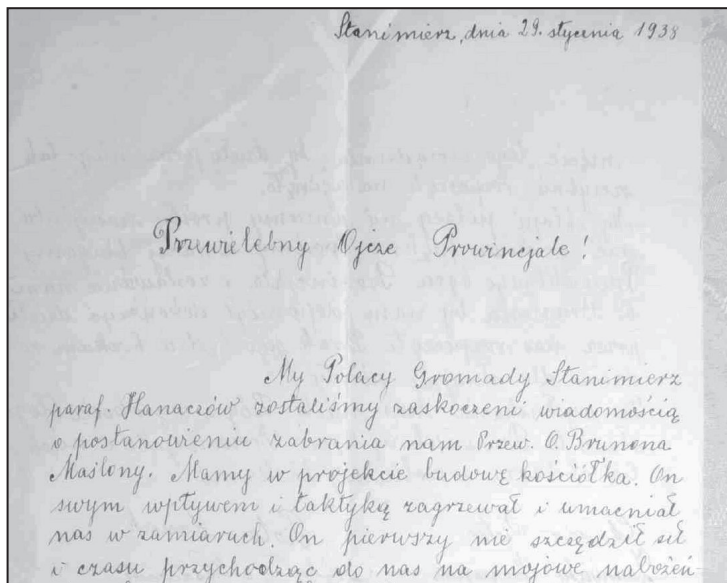 Stanimierz, dnia 29. stycznia 1938
Przewielebny Ojcze Prowincjale!
My Polacy Gromady Stanimierz
paraf. Hanaczów zostaliśmy zaskoczeni wiadomością
o postanowieniu zabrania nam Przew. O. Brunona
Maślony. Mamy w projekcie budowę kościółka. On
swym wpływem i taktyką zagrzewał i umacniał
nas w zamiarach. On pierwszy nie szczędził sił
i czasu przychodząc do nas na majowe nabożeń-